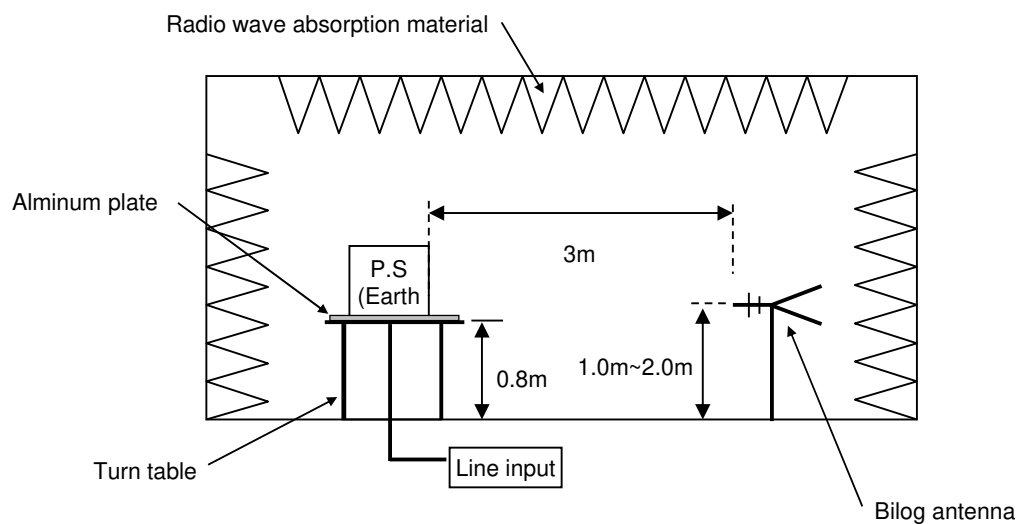 Radio wave absorption material
Alminum plate
3m
P.S
(Earth
0.8m
1.0m~2.0m
Turn table
Line input
Bilog antenna